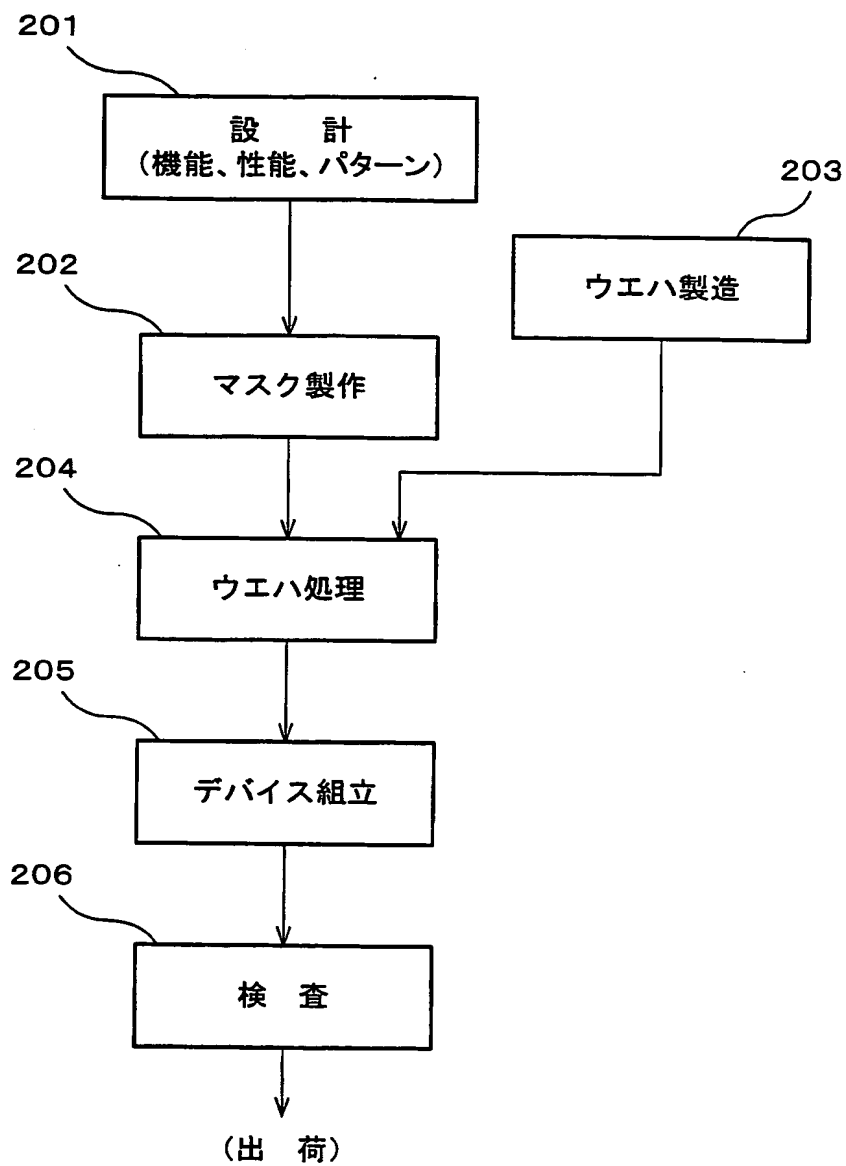 201
設 計
(機能、性能、パターン)
203
ウエハ製造
202
マスク製作
204
ウエハ処理
205
デバイス組立
206
検 査
(出 荷)